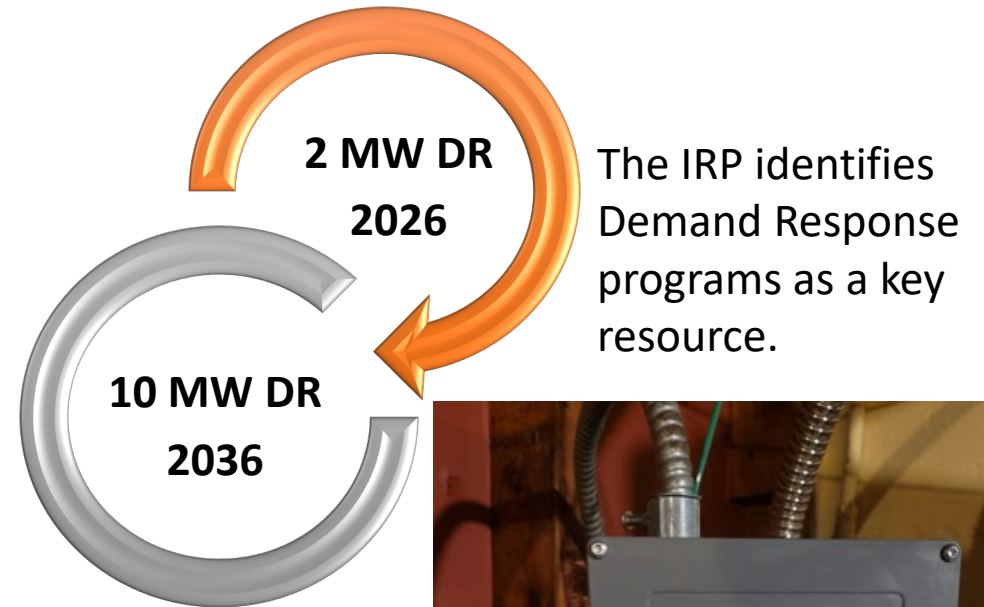 2 MW DR
2026
The IRP identifies
Demand Response
programs as a key
resource.
10 MW DR
2036